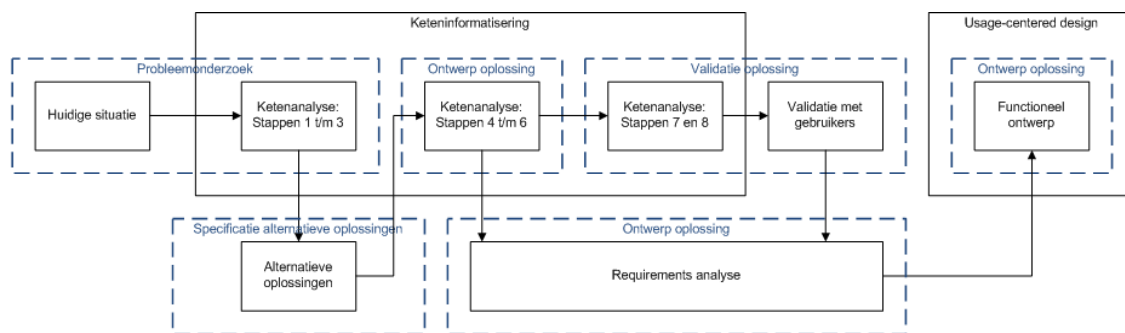 Keteninformatisering
Usage-centered design
Probleemonderzoek
Ontwerp oplossing
Validatie oplossing
Ontwerp oplossing
Huidige situatie
Ketenanalyse:
Stappen 1 t/m 3
Ketenanalyse:
Stappen 4 t/m 6
Ketenanalyse:
Stappen 7 en 8
Validatie met
gebruikers
Functioneel
ontwerp
Specificatie alternatieve oplossingen
Ontwerp oplossing
Alternatieve
oplossingen
Requirements analyse